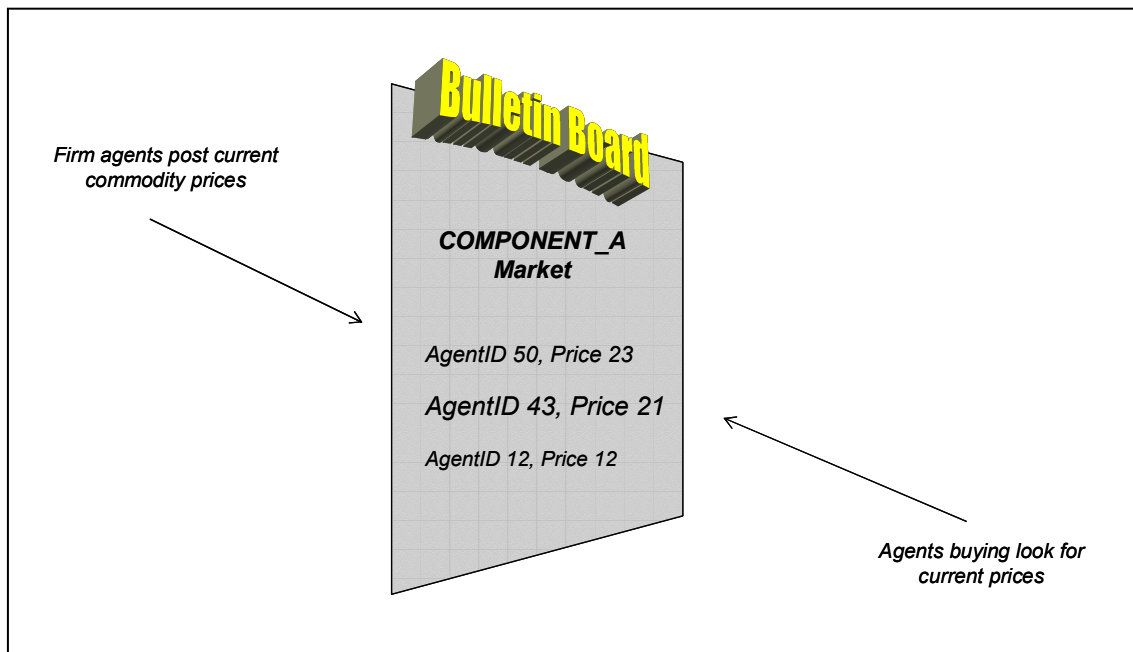 Bulletin Board
Firm agents post current
commodity prices
COMPONENT_A
Market
AgentID 50, Price 23
AgentID 43, Price 21
AgentID 12, Price 12
Agents buying look for
current prices